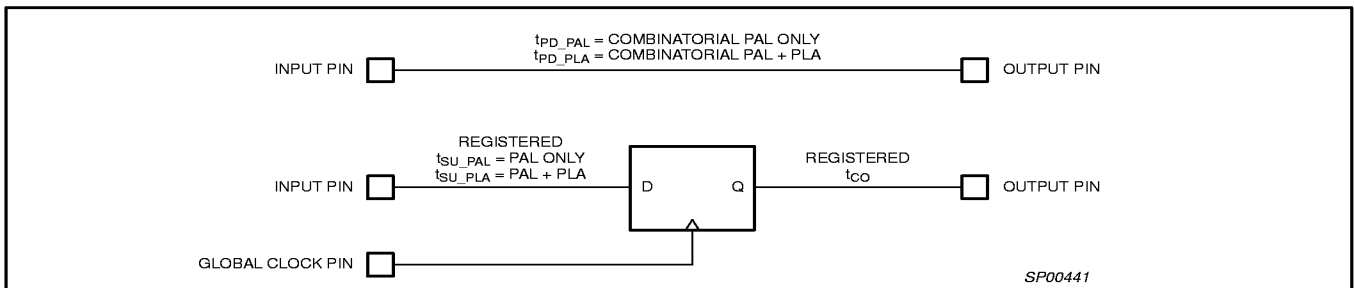 tPD_PAL = COMBINATORIAL PAL ONLY
tPD_PLA = COMBINATORIAL PAL + PLA
INPUT PIN
OUTPUT PIN
REGISTERED
tSU_PAL = PAL ONLY
tSU_PLA = PAL + PLA
REGISTERED
tCO
INPUT PIN
D
Q
OUTPUT PIN
GLOBAL CLOCK PIN
SP00441